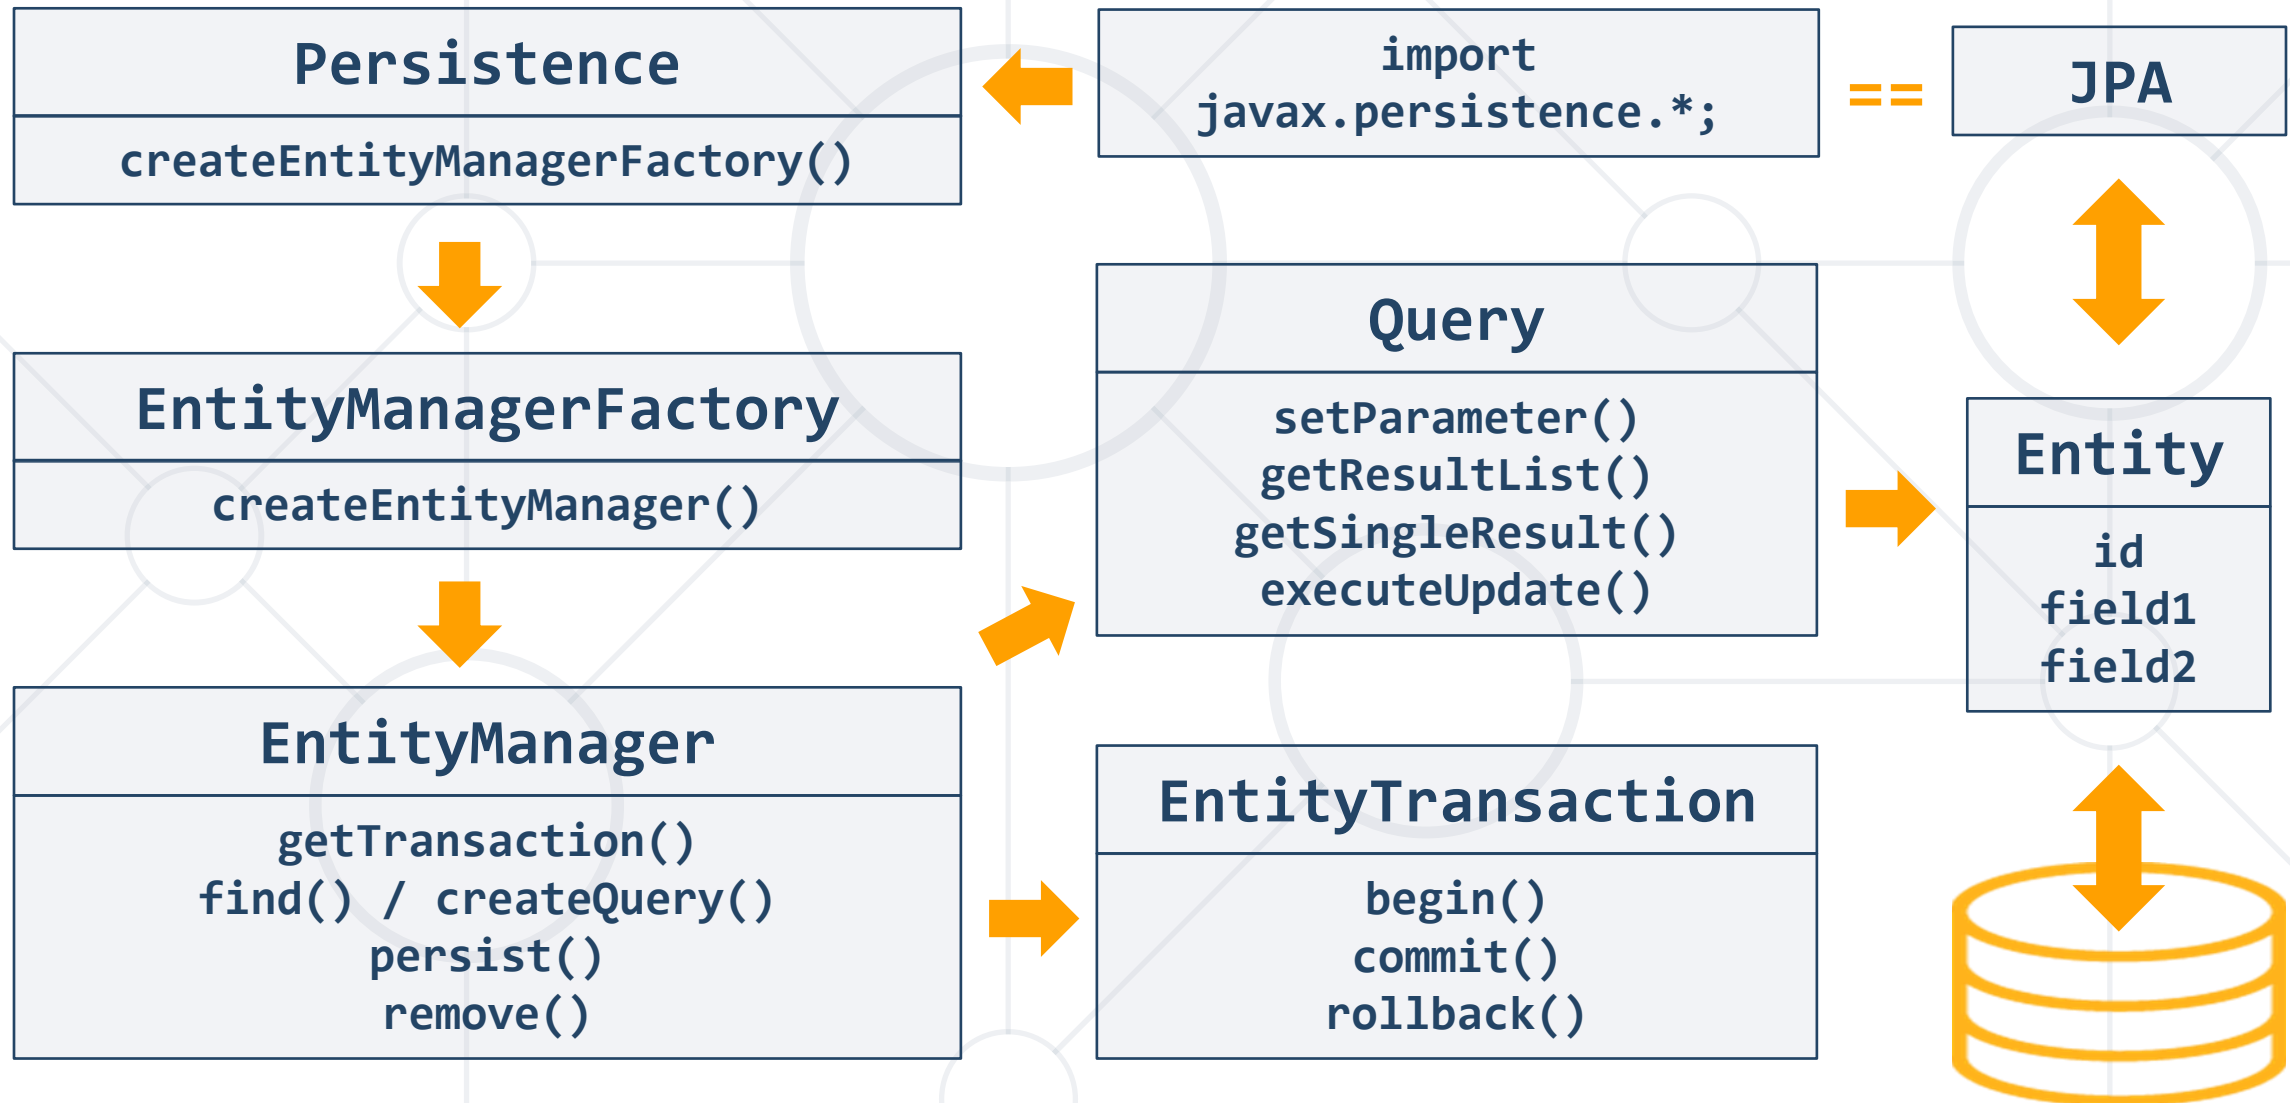 Persistence
createEntityManagerFactory()
import
javax.persistence.*;
==
JPA
EntityManagerFactory
createEntityManager()
Query
setParameter()
getResultList()
getSingleResult()
executeUpdate()
Entity
id
field1
field2
EntityManager
getTransaction()
find() / createQuery()
persist()
remove()
EntityTransaction
begin()
commit()
rollback()